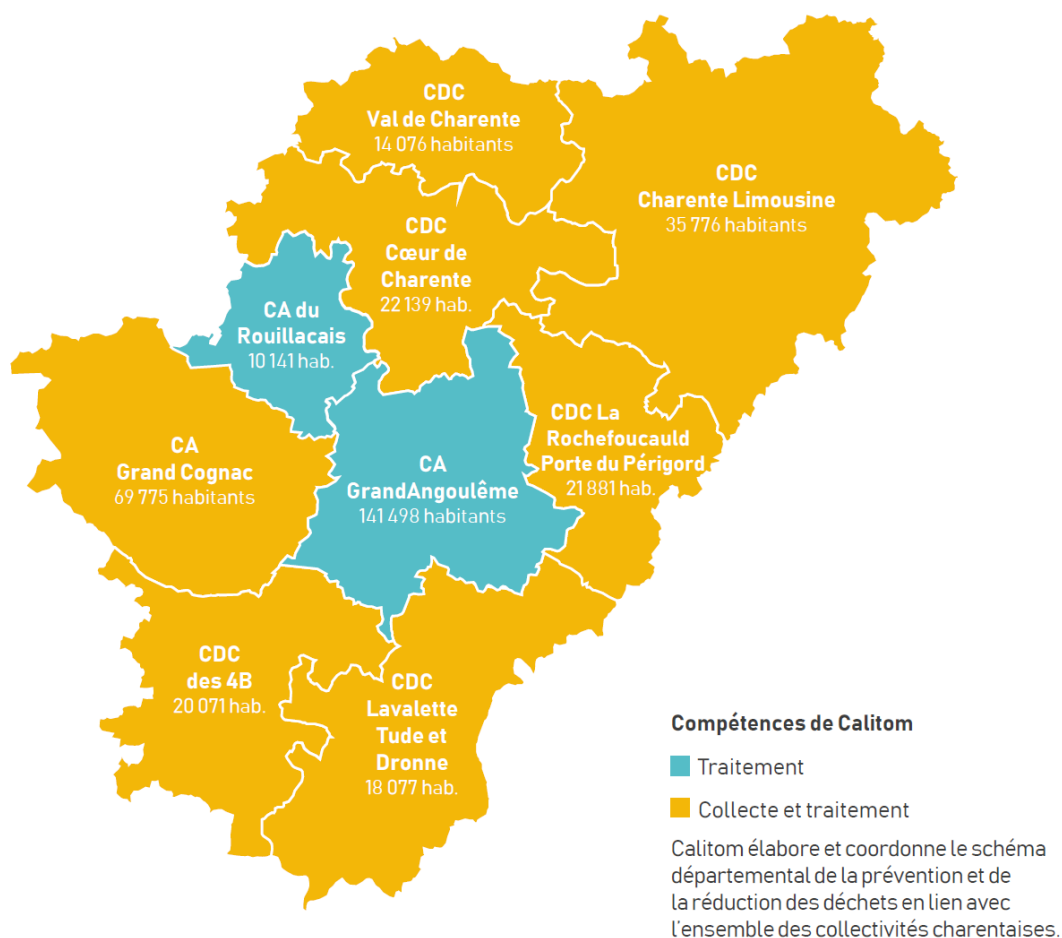 CDC
Val de Charente
14 076 habitants
CDC
Charente Limousine
35 776 habitants
CDC
Cœur de
Charente
22 139 hab.
CA du
Rouillacais
10 141 hab.
CDC La
Rochefoucauld
Porte du Périgord
21 881 hab.
CA
Grand Cognac
69 775 habitants
CA
GrandAngoulême
141 498 habitants
CDC
des 4B
20 071 hab.
CDC
Lavalette
Tude et
Dronne
18 077 hab.
Compétences de Calitom
Traitement
Collecte et traitement
Calitom élabore et coordonne le schéma
départemental de la prévention et de
la réduction des déchets en lien avec
l'ensemble des collectivités charentaises.